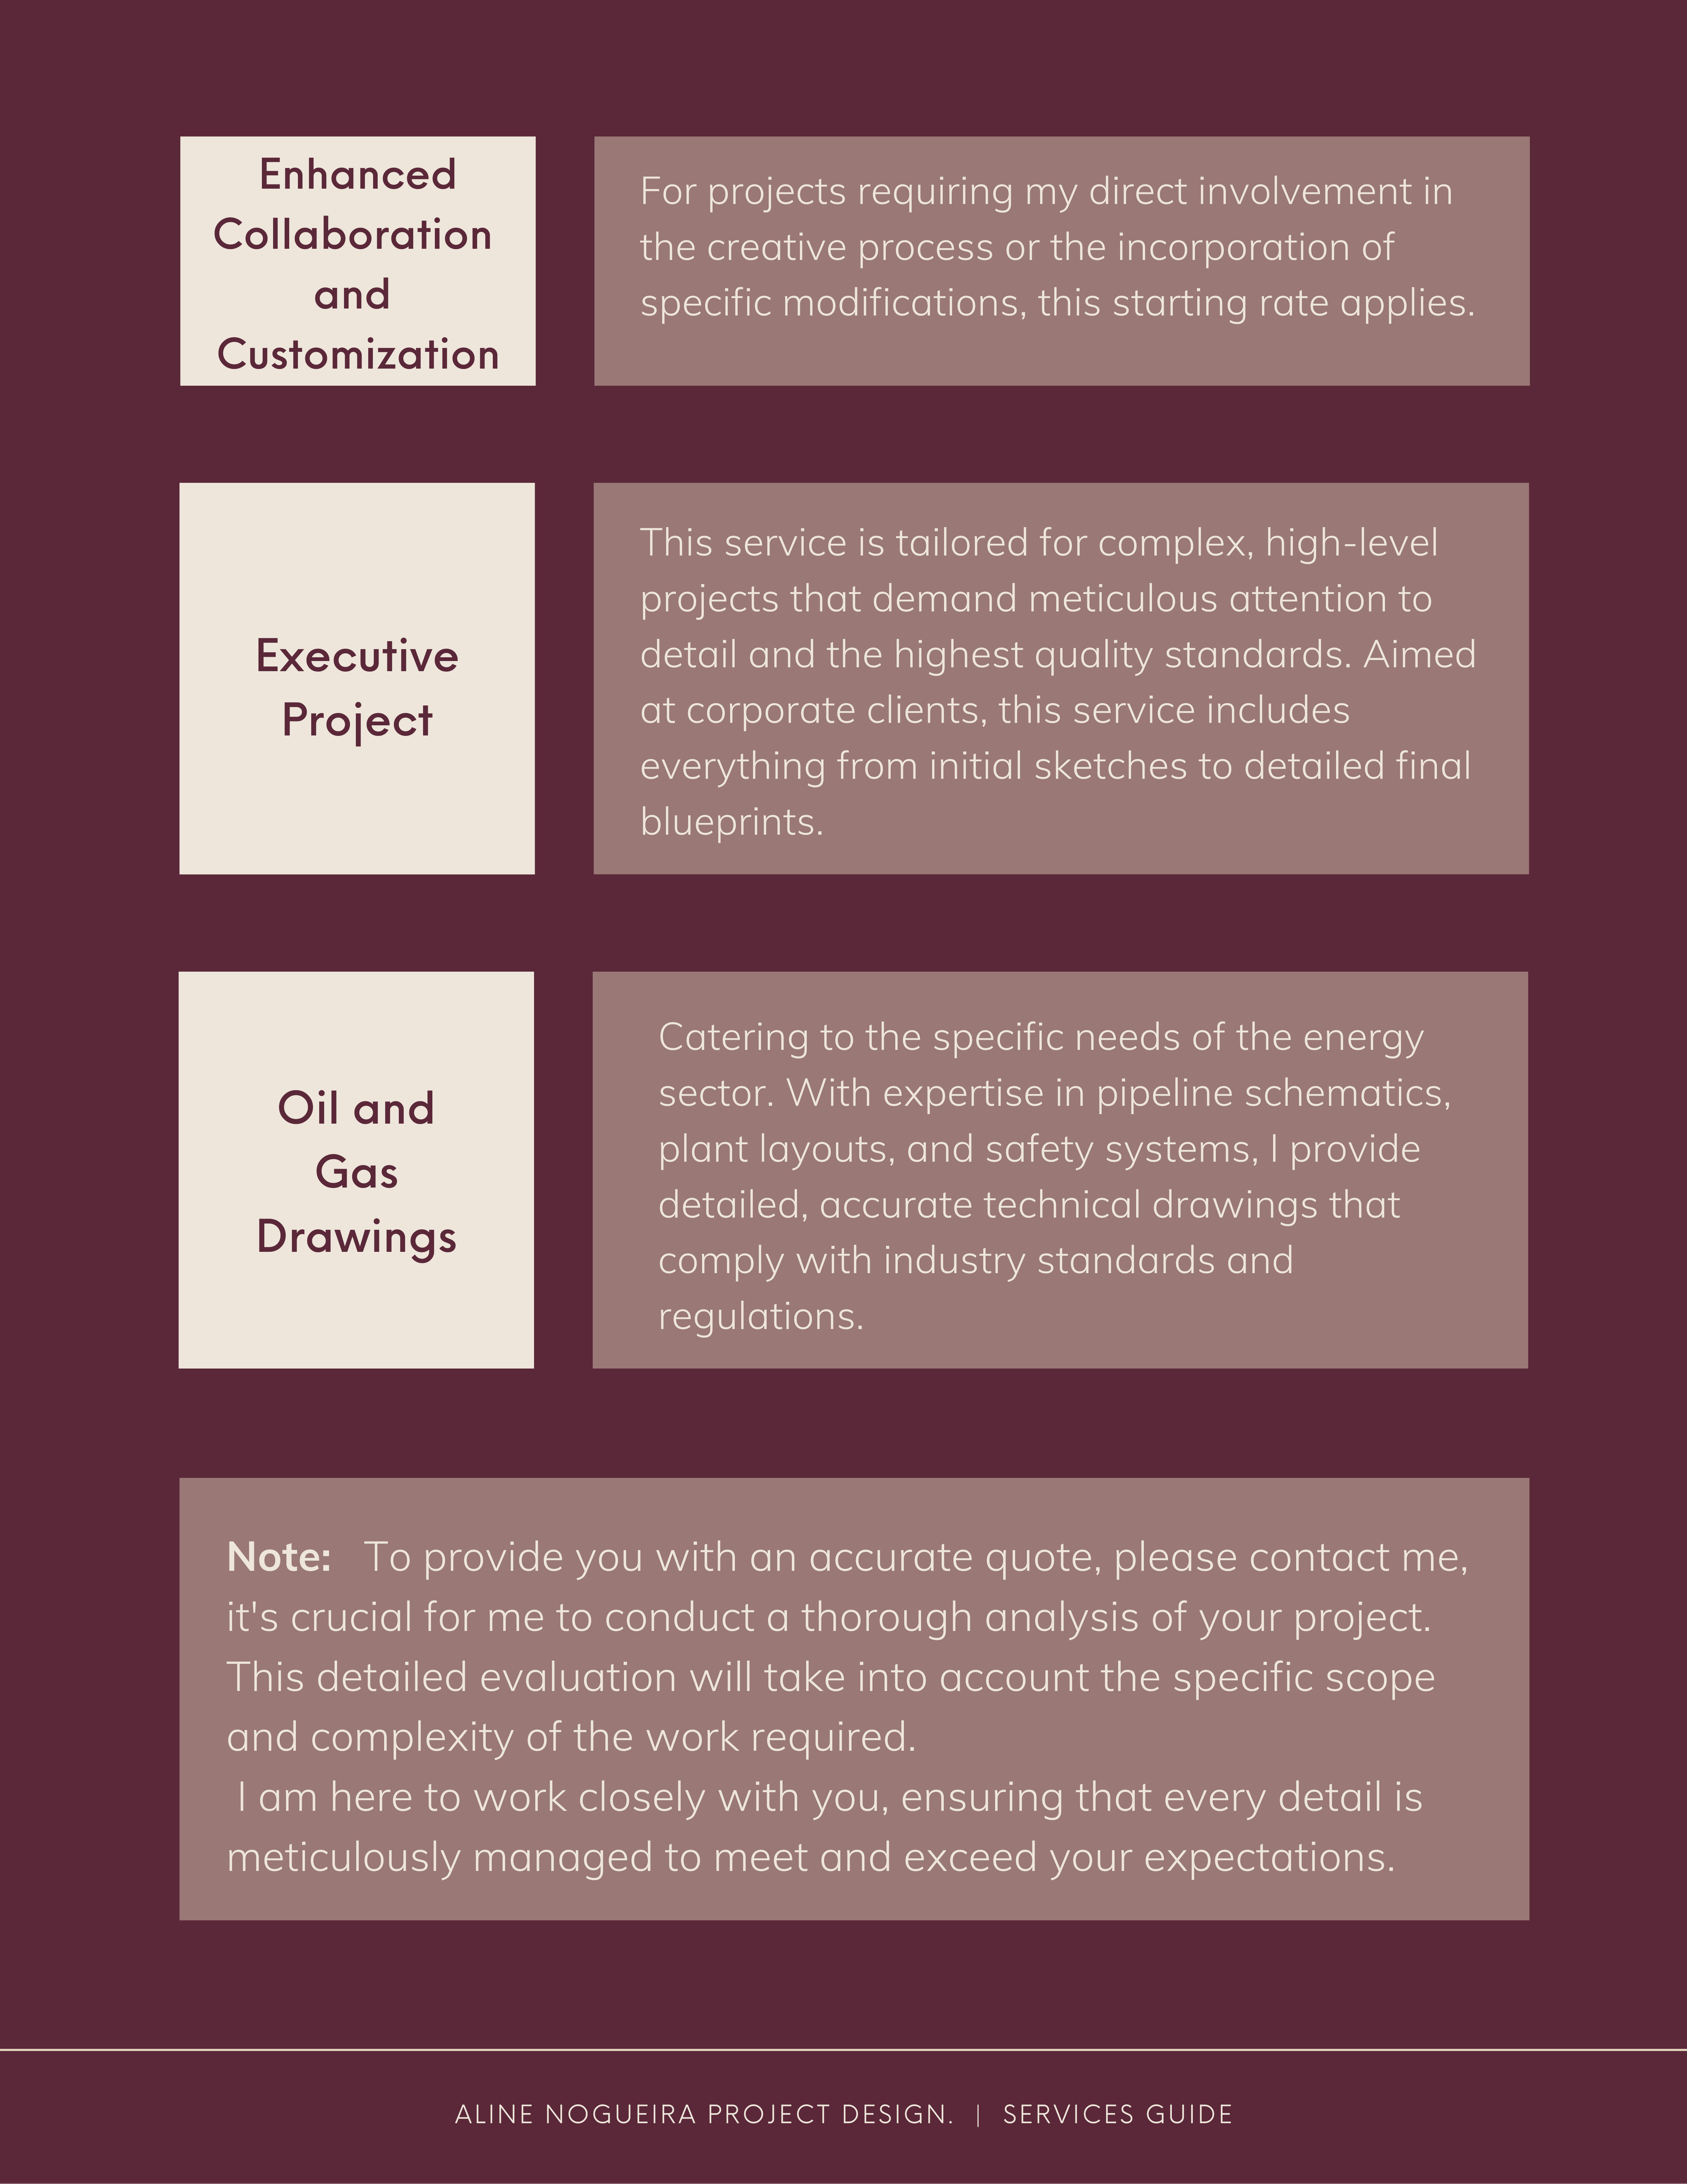 Enhanced
Collaboration
and
Customization
For projects requiring my direct involvement in
the creative process or the incorporation of
specific modifications, this starting rate applies.
Executive
Project
This service is tailored for complex, high-level
projects that demand meticulous attention to
detail and the highest quality standards. Aimed
at corporate clients, this service includes
everything from initial sketches to detailed final
blueprints.
Oil and
Gas
Drawings
Catering to the specific needs of the energy
sector. With expertise in pipeline schematics,
plant layouts, and safety systems, I provide
detailed, accurate technical drawings that
comply with industry standards and
regulations.
Note: To provide you with an accurate quote, please contact me,
it's crucial for me to conduct a thorough analysis of your project.
This detailed evaluation will take into account the specific scope
and complexity of the work required.
I am here to work closely with you, ensuring that every detail is
meticulously managed to meet and exceed your expectations.
ALINE NOGUEIRA PROJECT DESIGN. | SERVICES GUIDE